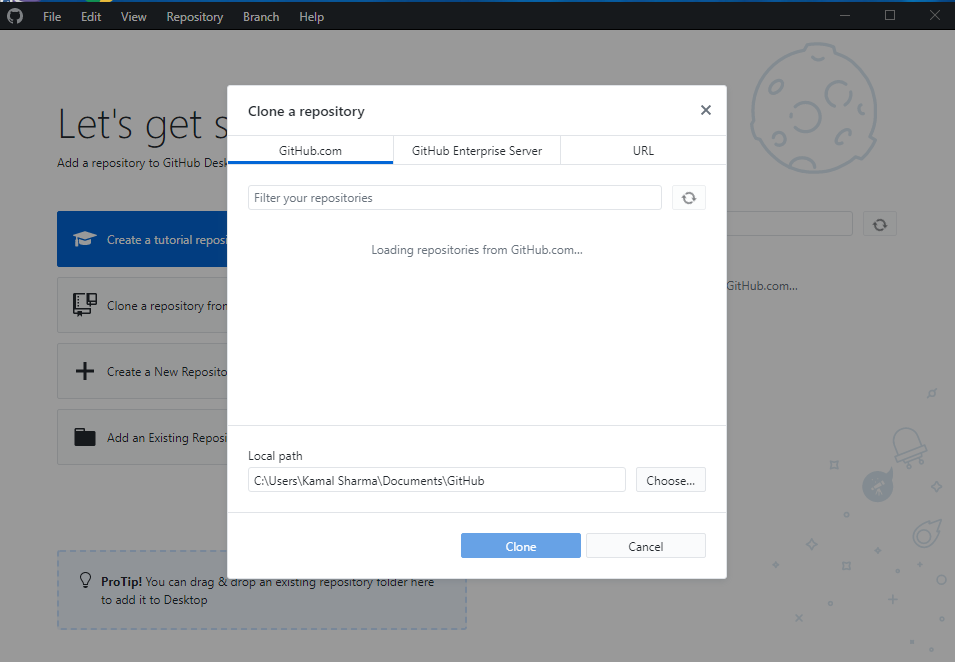 File Edit View Repository Branch Help
Let's get s
Add a repository to GitHub Desk
Create a tutorial reposi
Clone a repository from
Create a New Reposito
Add an Existing Reposi
GitHub.com...
ProTip! You can drag & drop an existing repository folder here
to add it to Desktop
Clone a repository
GitHub.com
GitHub Enterprise Server
URL
Filter your repositories
Loading repositories from GitHub.com...
Local path
C:\Users\Kamal Sharma\Documents\GitHub
Choose...
Clone
Cancel